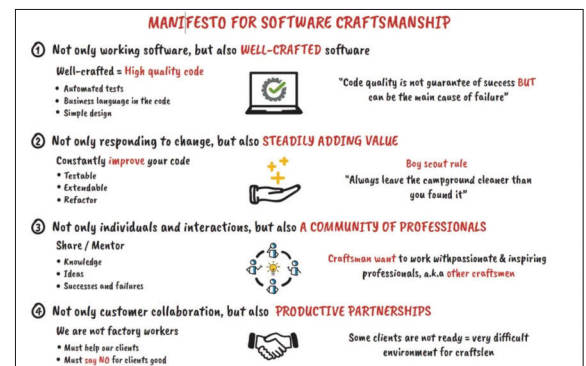 MANIFESTO FOR SOFTWARE CRAFTSMANSHIP
1 Not only working software, but also WELL-CRAFTED software
Well-crafted = High quality code
• Automated tests
• Business language in the code
• Simple design
"Code quality is not guarantee of success BUT
can be the main cause of failure"
2 Not only responding to change, but also STEADILY ADDING VALUE
Constantly improve your code
• Testable
• Extendable
• Refactor
Boy scout rule
"Always leave the campground cleaner than
you found it"
3 Not only individuals and interactions, but also A COMMUNITY OF PROFESSIONALS
Share / Mentor
• Knowledge
• Ideas
• Successes and failures
Craftsman want to work withpassionate & inspiring
professionals, a.k.a other craftsmen
4 Not only customer collaboration, but also PRODUCTIVE PARTNERSHIPS
We are not factory workers
• Must help our clients
• Must say NO for clients good
Some clients are not ready = very difficult
environment for craftslen